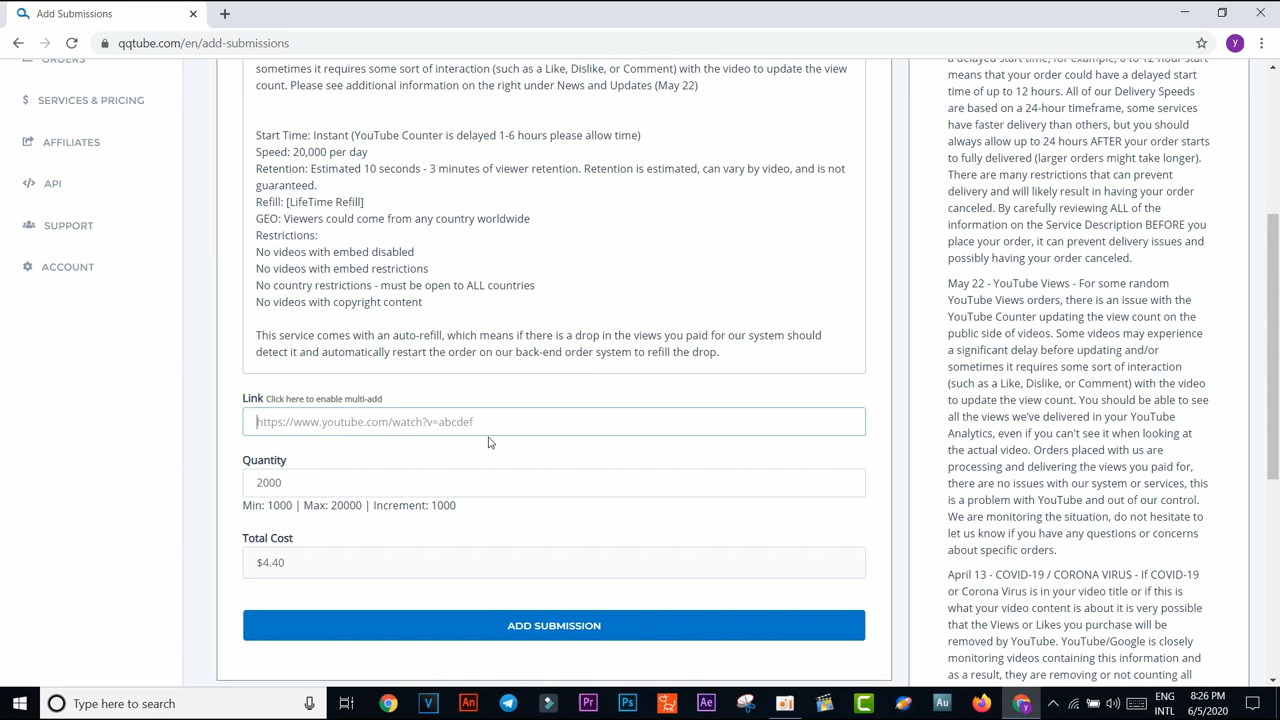 Add Submissions
qqtube.com/en/add-submissions
y
ORDERS
SERVICES & PRICING
AFFILIATES
API
SUPPORT
ACCOUNT
sometimes it requires some sort of interaction (such as a Like, Dislike, or Comment) with the video to update the view
count. Please see additional information on the right under News and Updates (May 22)
Start Time: Instant (YouTube Counter is delayed 1-6 hours please allow time)
Speed: 20,000 per day
Retention: Estimated 10 seconds - 3 minutes of viewer retention. Retention is estimated, can vary by video, and is not
guaranteed.
Refill: [LifeTime Refill]
GEO: Viewers could come from any country worldwide
Restrictions:
No videos with embed disabled
No videos with embed restrictions
No country restrictions - must be open to ALL countries
No videos with copyright content
This service comes with an auto-refill, which means if there is a drop in the views you paid for our system should
detect it and automatically restart the order on our back-end order system to refill the drop.
Link Click here to enable multi-add
https://www.youtube.com/watch?v=abcdef
Quantity
2000
Min: 1000 | Max: 20000 | Increment: 1000
Total Cost
$4.40
ADD SUBMISSION
a delayed start time, for example, 0 to 12 hour start
means that your order could have a delayed start
time of up to 12 hours. All of our Delivery Speeds
are based on a 24-hour timeframe, some services
have faster delivery than others, but you should
always allow up to 24 hours AFTER your order starts
to fully delivered (larger orders might take longer).
There are many restrictions that can prevent
delivery and will likely result in having your order
canceled. By carefully reviewing ALL of the
information on the Service Description BEFORE you
place your order, it can prevent delivery issues and
possibly having your order canceled.
May 22 - YouTube Views - For some random
YouTube Views orders, there is an issue with the
YouTube Counter updating the view count on the
public side of videos. Some videos may experience
a significant delay before updating and/or
sometimes it requires some sort of interaction
(such as a Like, Dislike, or Comment) with the video
to update the view count. You should be able to see
all the views we've delivered in your YouTube
Analytics, even if you can't see it when looking at
the actual video. Orders placed with us are
processing and delivering the views you paid for,
there are no issues with our system or services, this
is a problem with YouTube and out of our control.
We are monitoring the situation, do not hesitate to
let us know if you have any questions or concerns
about specific orders.
April 13 - COVID-19 / CORONA VIRUS - If COVID-19
or Corona Virus is in your video title or if this is
what your video content is about it is very possible
that the Views or Likes you purchase will be
removed by YouTube. YouTube/Google is closely
monitoring videos containing this information and
as a result, they are removing or not counting all
Type here to search
V
An
Pr
Ps
Ae
Au
ENG
INTL
8:26 PM
6/5/2020